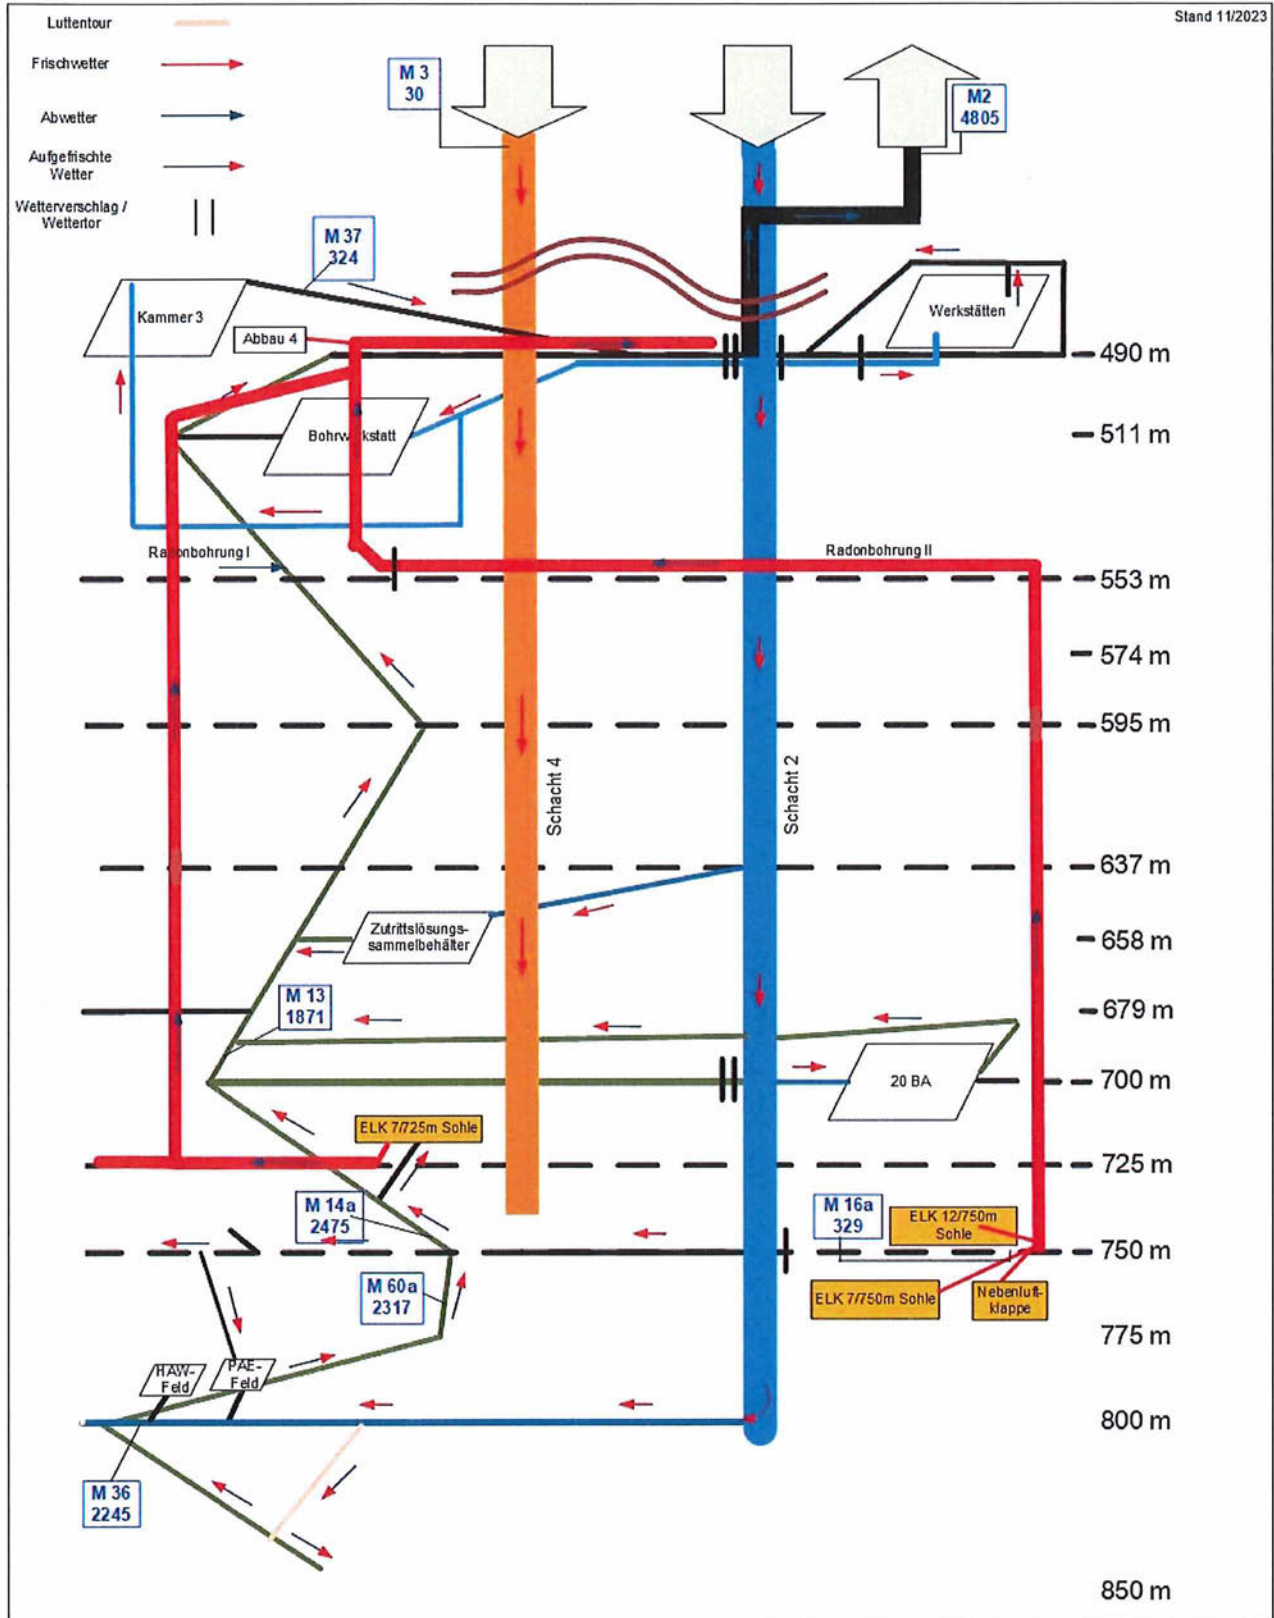 Stand 11/2023
Luttentour
Frischwetter
Abwetter
Aufgefrischte
Wetter
Wetterverschlag /
Wettertor
M 3
30
M2
4805
M 37
324
Kammer 3
Abbau 4
Werkstätten
490 m
Bohrwerkstatt
511 m
Radonbohrung I
Radonbohrung II
553 m
574 m
595 m
Schacht 4
Schacht 2
637 m
Zutrittslösungs-
sammelbehälter
658 m
M 13
1871
679 m
20 BA
700 m
ELK 7/725m Sohle
725 m
M 14a
2475
M 16a
329
ELK 12/750m
Sohle
750 m
M 60a
2317
ELK 7/750m Sohle
Nebenluft-
klappe
775 m
HAW-
Feld
PAE-
Feld
800 m
M 36
2245
850 m